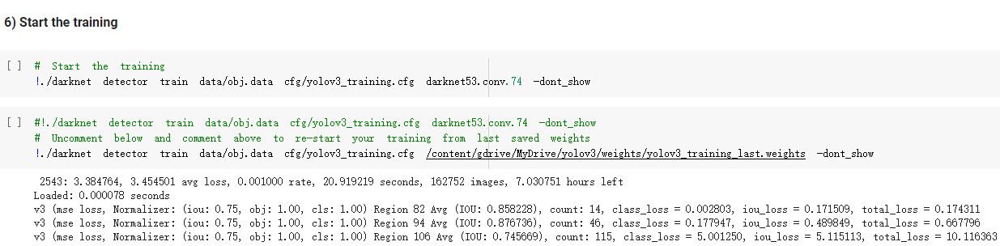 6) Start the training
[ ] # Start the training
!./darknet detector train data/obj.data cfg/yolov3_training.cfg darknet53.conv.74 -dont_show
[ ] #!./darknet detector train data/obj.data cfg/yolov3_training.cfg darknet53.conv.74 -dont_show
# Uncomment below and comment above to re-start your training from last saved weights
!./darknet detector train data/obj.data cfg/yolov3_training.cfg /content/gdrive/MyDrive/yolov3/weights/yolov3_training_last.weights -dont_show
2543: 3.384764, 3.454501 avg loss, 0.001000 rate, 20.919219 seconds, 162752 images, 7.030751 hours left
Loaded: 0.000078 seconds
v3 (mse loss, Normalizer: (iou: 0.75, obj: 1.00, cls: 1.00) Region 82 Avg (IOU: 0.858228), count: 14, class_loss = 0.002803, iou_loss = 0.171509, total_loss = 0.174311
v3 (mse loss, Normalizer: (iou: 0.75, obj: 1.00, cls: 1.00) Region 94 Avg (IOU: 0.876736), count: 46, class_loss = 0.177947, iou_loss = 0.489849, total_loss = 0.667796
v3 (mse loss, Normalizer: (iou: 0.75, obj: 1.00, cls: 1.00) Region 106 Avg (IOU: 0.745669), count: 115, class_loss = 5.001250, iou_loss = 5.115113, total_loss = 10.116363